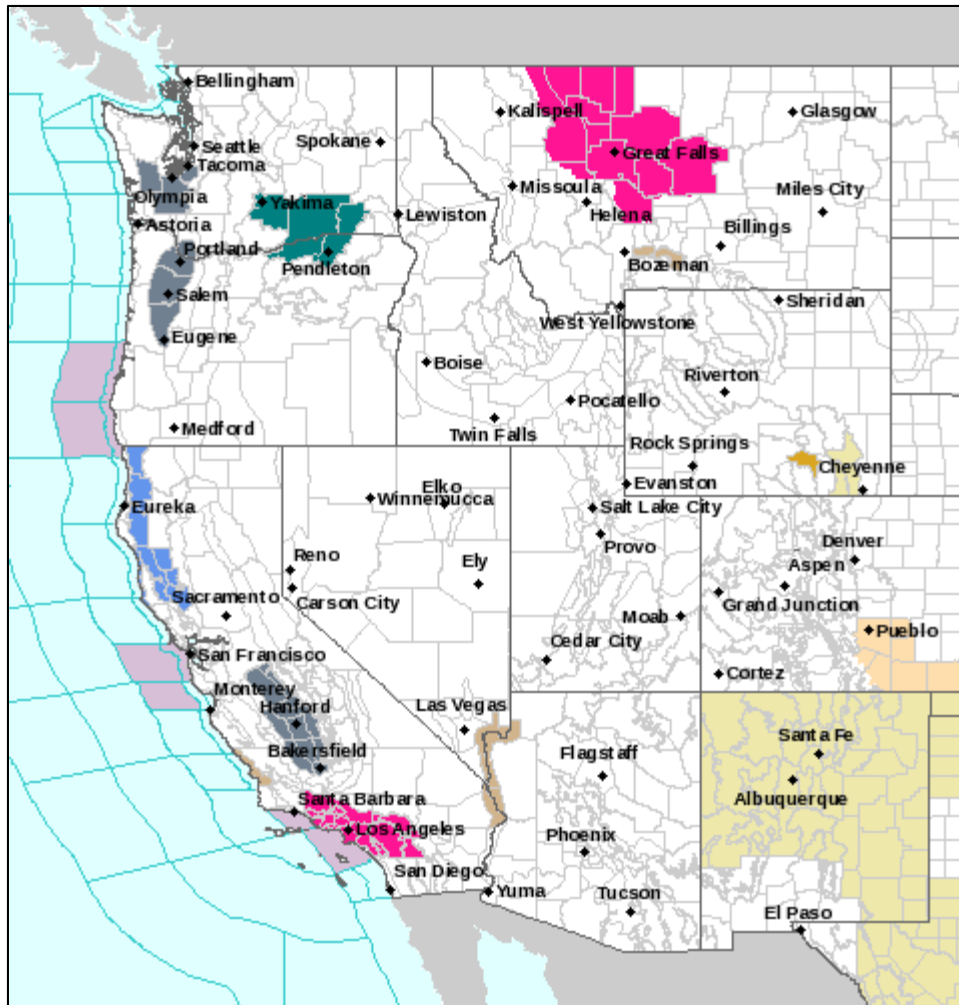 Bellingham
Kalispell
Glasgow
Spokane
Seattle
Tacoma
Great Falls
Missoula
Miles City
Olympia
Yakima
Lewiston
Helena
Astoria
Billings
Portland
Pendleton
Bozeman
Salem
Sheridan
West Yellowstone
Eugene
Boise
Riverton
Pocatello
Medford
Twin Falls
Rock Springs
Cheyenne
Elko
Winnemucca
Evanston
Eureka
Salt Lake City
Provo
Denver
Reno
Ely
Aspen
Sacramento
Carson City
Grand Junction
Moab
Pueblo
Cedar City
San Francisco
Cortez
Monterey
Las Vegas
Hanford
Bakersfield
Flagstaff
Santa Fe
Albuquerque
Santa Barbara
Los Angeles
Phoenix
San Diego
Yuma
Tucson
El Paso